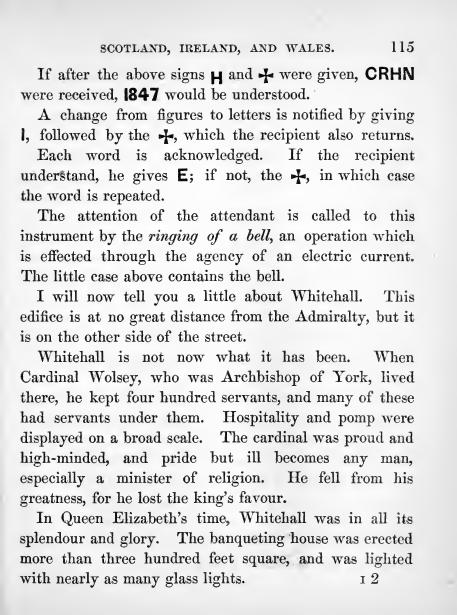 SCOTLAND, IRELAND, AND WALES. 115
If after the above signs H and ✢ were given, CRHN
were received, 1847 would be understood.
A change from figures to letters is notified by giving
I, followed by the ✢, which the recipient also returns.
Each word is acknowledged. If the recipient
understand, he gives E; if not, the ✢, in which case
the word is repeated.
The attention of the attendant is called to this
instrument by the ringing of a bell, an operation which
is effected through the agency of an electric current.
The little case above contains the bell.
I will now tell you a little about Whitehall. This
edifice is at no great distance from the Admiralty, but it
is on the other side of the street.
Whitehall is not now what it has been. When
Cardinal Wolsey, who was Archbishop of York, lived
there, he kept four hundred servants, and many of these
had servants under them. Hospitality and pomp were
displayed on a broad scale. The cardinal was proud and
high-minded, and pride but ill becomes any man,
especially a minister of religion. He fell from his
greatness, for he lost the king's favour.
In Queen Elizabeth's time, Whitehall was in all its
splendour and glory. The banqueting house was erected
more than three hundred feet square, and was lighted
with nearly as many glass lights. I 2